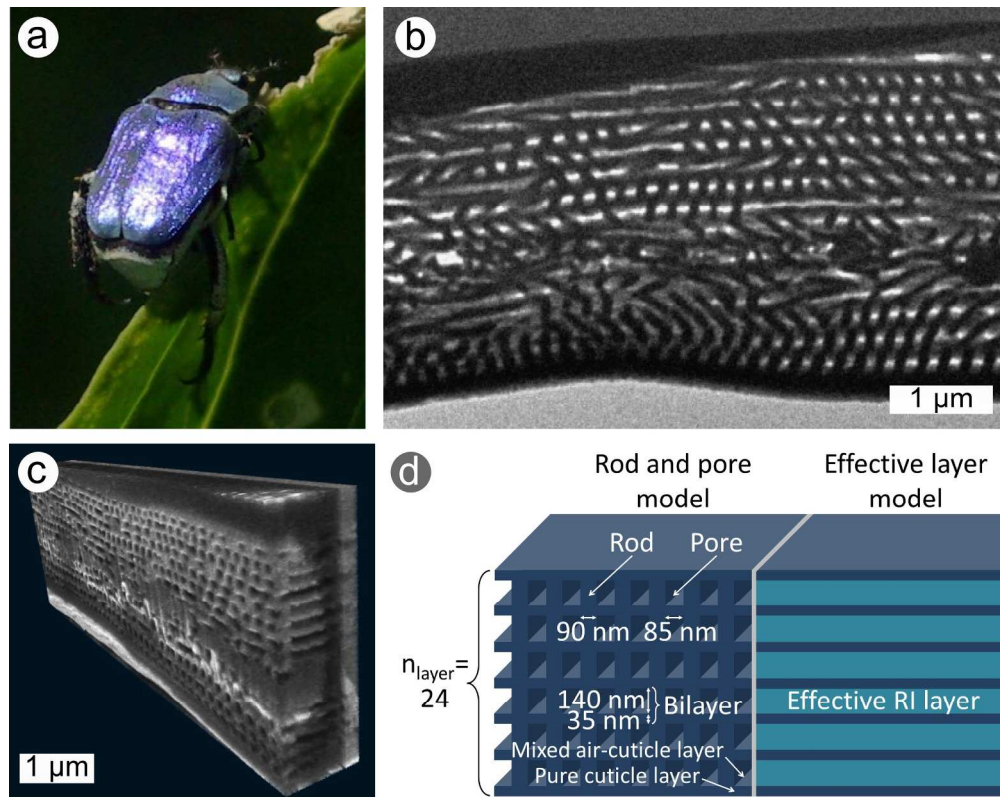 a
b
1 µm
c
1 µm
d
Rod and pore
model
Effective layer
model
Rod
Pore
90 nm
85 nm
n_layer=
24
140 nm
35 nm
Bilayer
Effective RI layer
Mixed air-cuticle layer
Pure cuticle layer